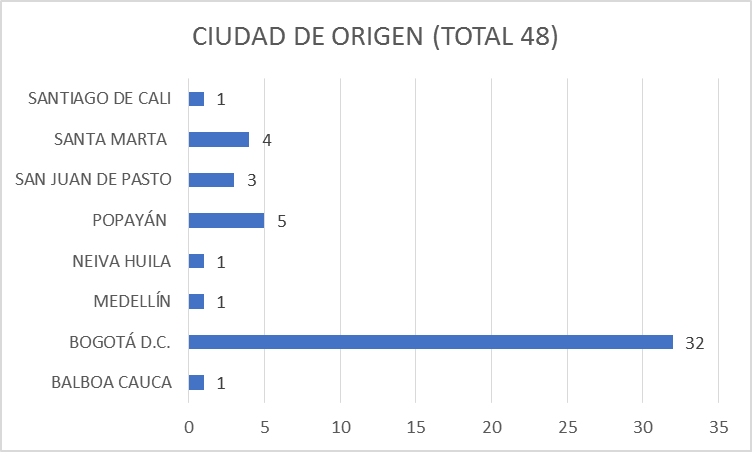 CIUDAD DE ORIGEN (TOTAL 48)
SANTIAGO DE CALI 1
SANTA MARTA 4
SAN JUAN DE PASTO 3
POPAYÁN 5
NEIVA HUILA 1
MEDELLÍN 1
BOGOTÁ D.C. 32
BALBOA CAUCA 1
0 5 10 15 20 25 30 35